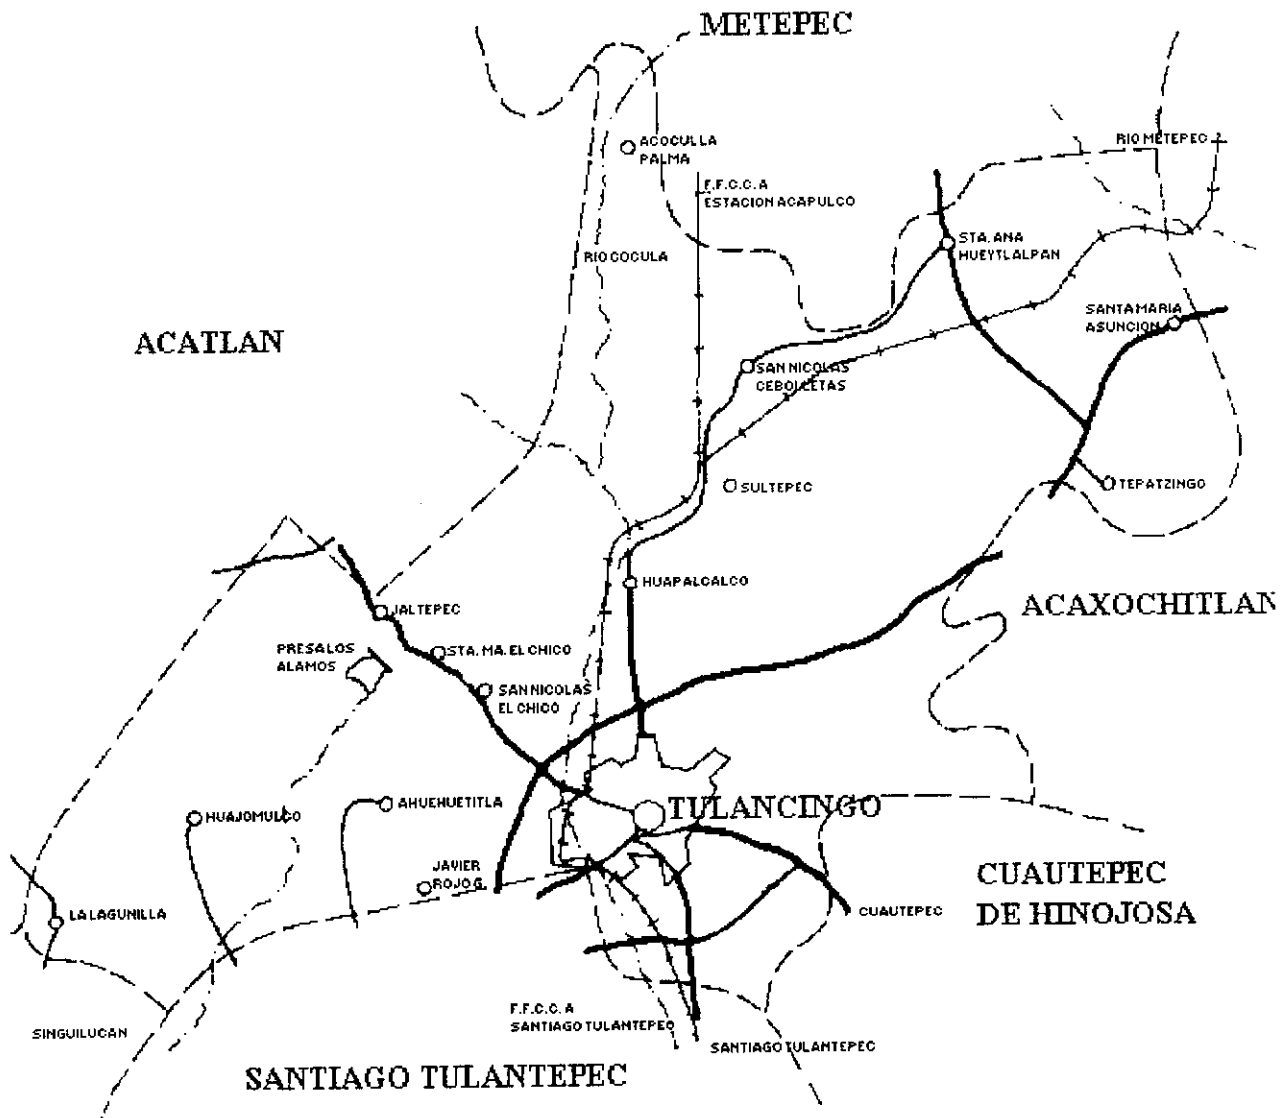 METEPEC
ACOCULLA
PALMA
RIO METEPEC
F.F.C.C. A
ESTACION ACAPULCO
STA. ANA
HUEYTLALPAN
RIO COCULA
SANTA MARIA
ASUNCION
ACATLAN
SAN NICOLAS
CEBOLLETAS
SULTEPEC
TEPATZINGO
HUAPALCALCO
ACAXOCHITLAN
JALTEPEC
PRESA LOS
ALAMOS
STA. MA. EL CHICO
SAN NICOLAS
EL CHICO
AHUEHUETITLA
TULANCINGO
HUAJOMULCO
JAVIER
ROJO G.
CUAUTEPEC
DE HINOJOSA
LA LAGUNILLA
CUAUTEPEC
F.F.C.C. A
SANTIAGO TULANTEPEC
SINGUILUCAN
SANTIAGO TULANTEPEC
SANTIAGO TULANTEPEC